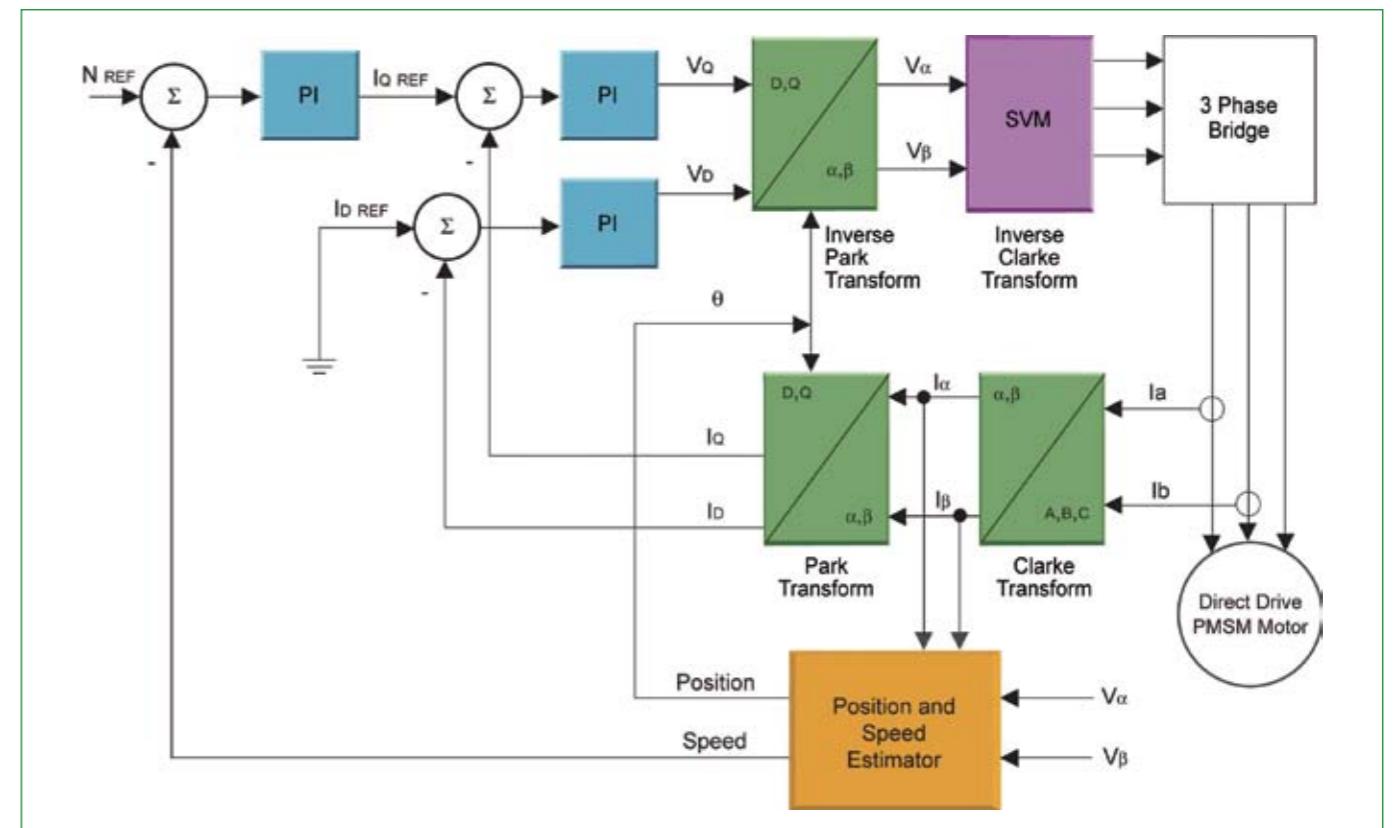 N REF
Σ
PI
IQ REF
Σ
PI
VQ
D,Q
α,β
Vα
Vβ
SVM
3 Phase
Bridge
ID REF
Σ
PI
VD
Inverse
Park
Transform
Inverse
Clarke
Transform
-
-
-
θ
D,Q
α,β
Iα
Iβ
α,β
A,B,C
Ia
Ib
IQ
ID
Park
Transform
Clarke
Transform
Direct Drive
PMSM Motor
Position
Speed
Position and
Speed
Estimator
Vα
Vβ